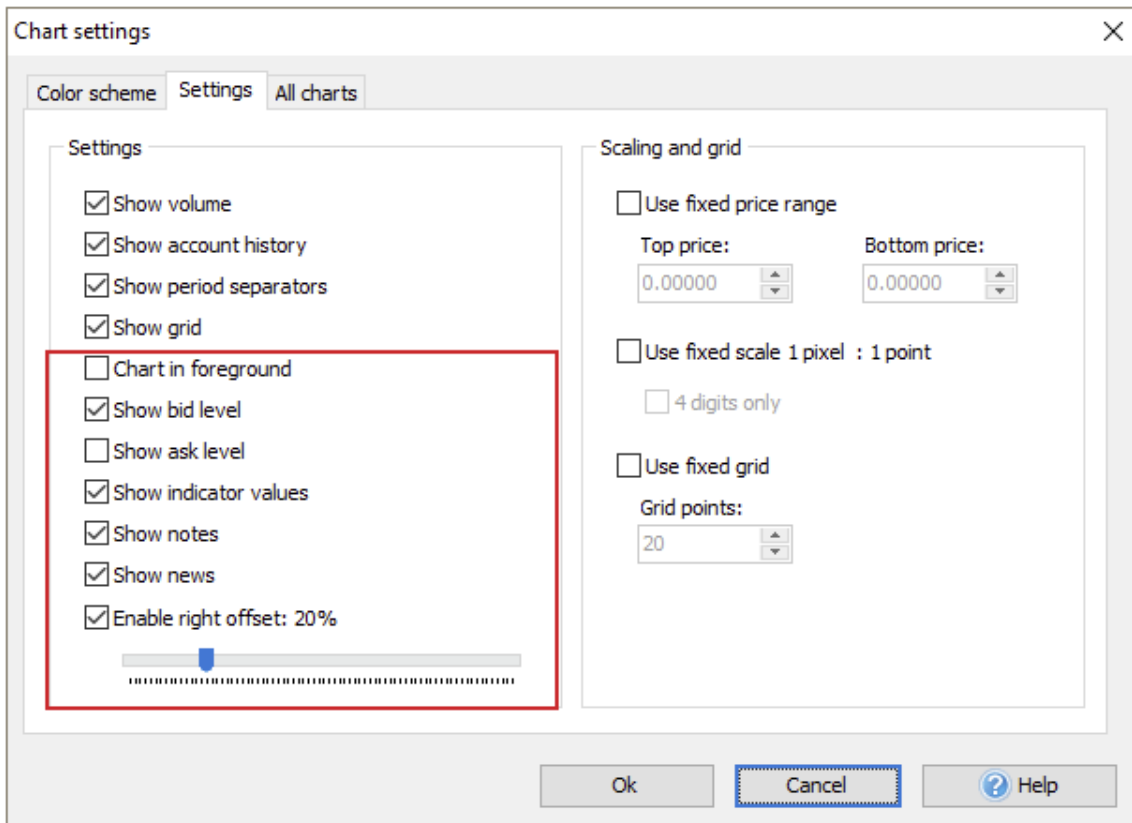 Chart settings
Color scheme
Settings
All charts
Settings
Show volume
Show account history
Show period separators
Show grid
Chart in foreground
Show bid level
Show ask level
Show indicator values
Show notes
Show news
Enable right offset: 20%
Scaling and grid
Use fixed price range
Top price: Bottom price:
0.00000 0.00000
Use fixed scale 1 pixel : 1 point
4 digits only
Use fixed grid
Grid points:
20
Ok
Cancel
? Help